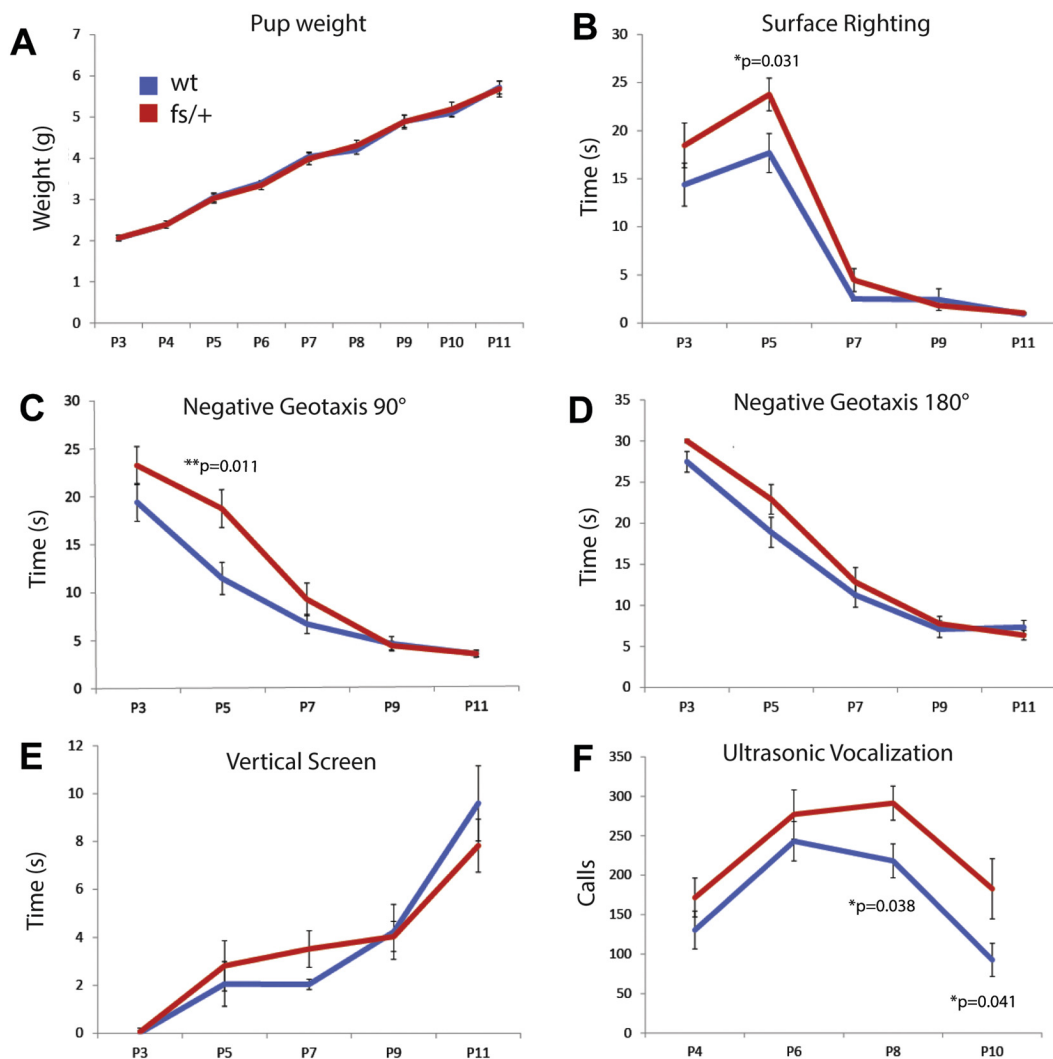 A
Pup weight
wt
fs/+
Weight (g)
7
6
5
4
3
2
1
0
P3 P4 P5 P6 P7 P8 P9 P10 P11
B
Surface Righting
*p=0.031
Time (s)
30
25
20
15
10
5
0
P3 P5 P7 P9 P11
C
Negative Geotaxis 90°
**p=0.011
Time (s)
30
25
20
15
10
5
0
P3 P5 P7 P9 P11
D
Negative Geotaxis 180°
Time (s)
35
30
25
20
15
10
5
0
P3 P5 P7 P9 P11
E
Vertical Screen
Time (s)
12
10
8
6
4
2
0
P3 P5 P7 P9 P11
F
Ultrasonic Vocalization
Calls
350
300
250
200
150
100
50
0
*p=0.038
*p=0.041
P4 P6 P8 P10